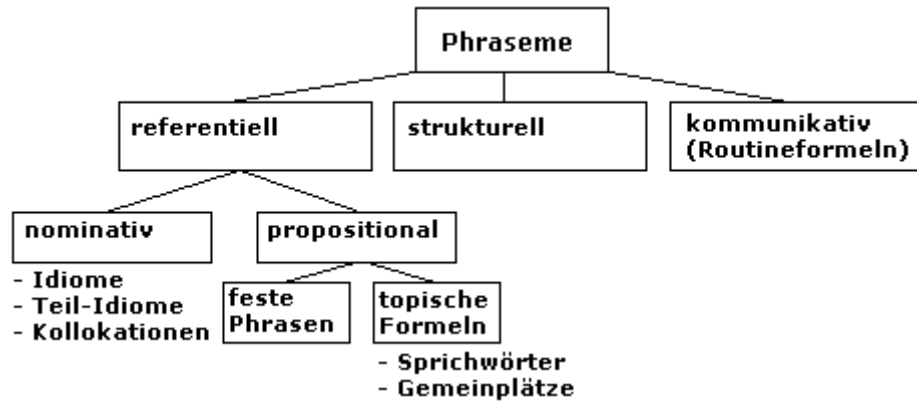 Phraseme
referentiell
strukturell
kommunikativ
(Routineformeln)
nominativ
propositional
- Idiome
- Teil-Idiome
- Kollokationen
feste
Phrasen
topische
Formeln
- Sprichwörter
- Gemeinplätze